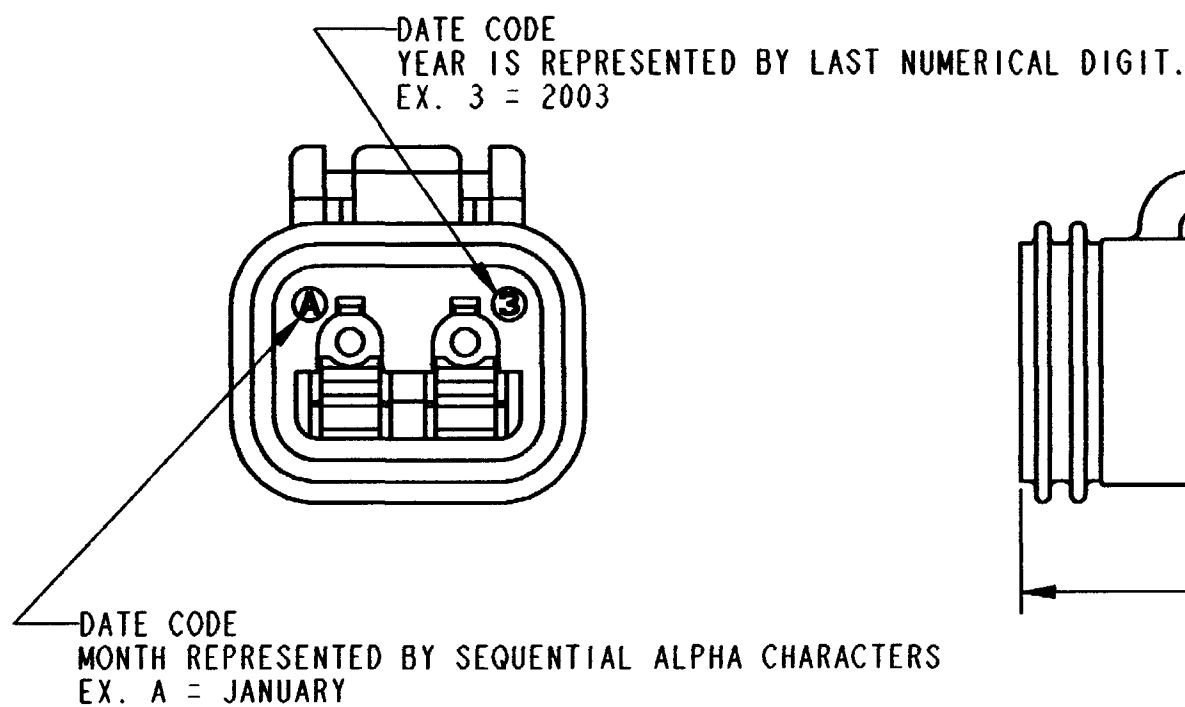 DATE CODE
YEAR IS REPRESENTED BY LAST NUMERICAL DIGIT.
EX. 3 = 2003
A
3
DATE CODE
MONTH REPRESENTED BY SEQUENTIAL ALPHA CHARACTERS
EX. A = JANUARY